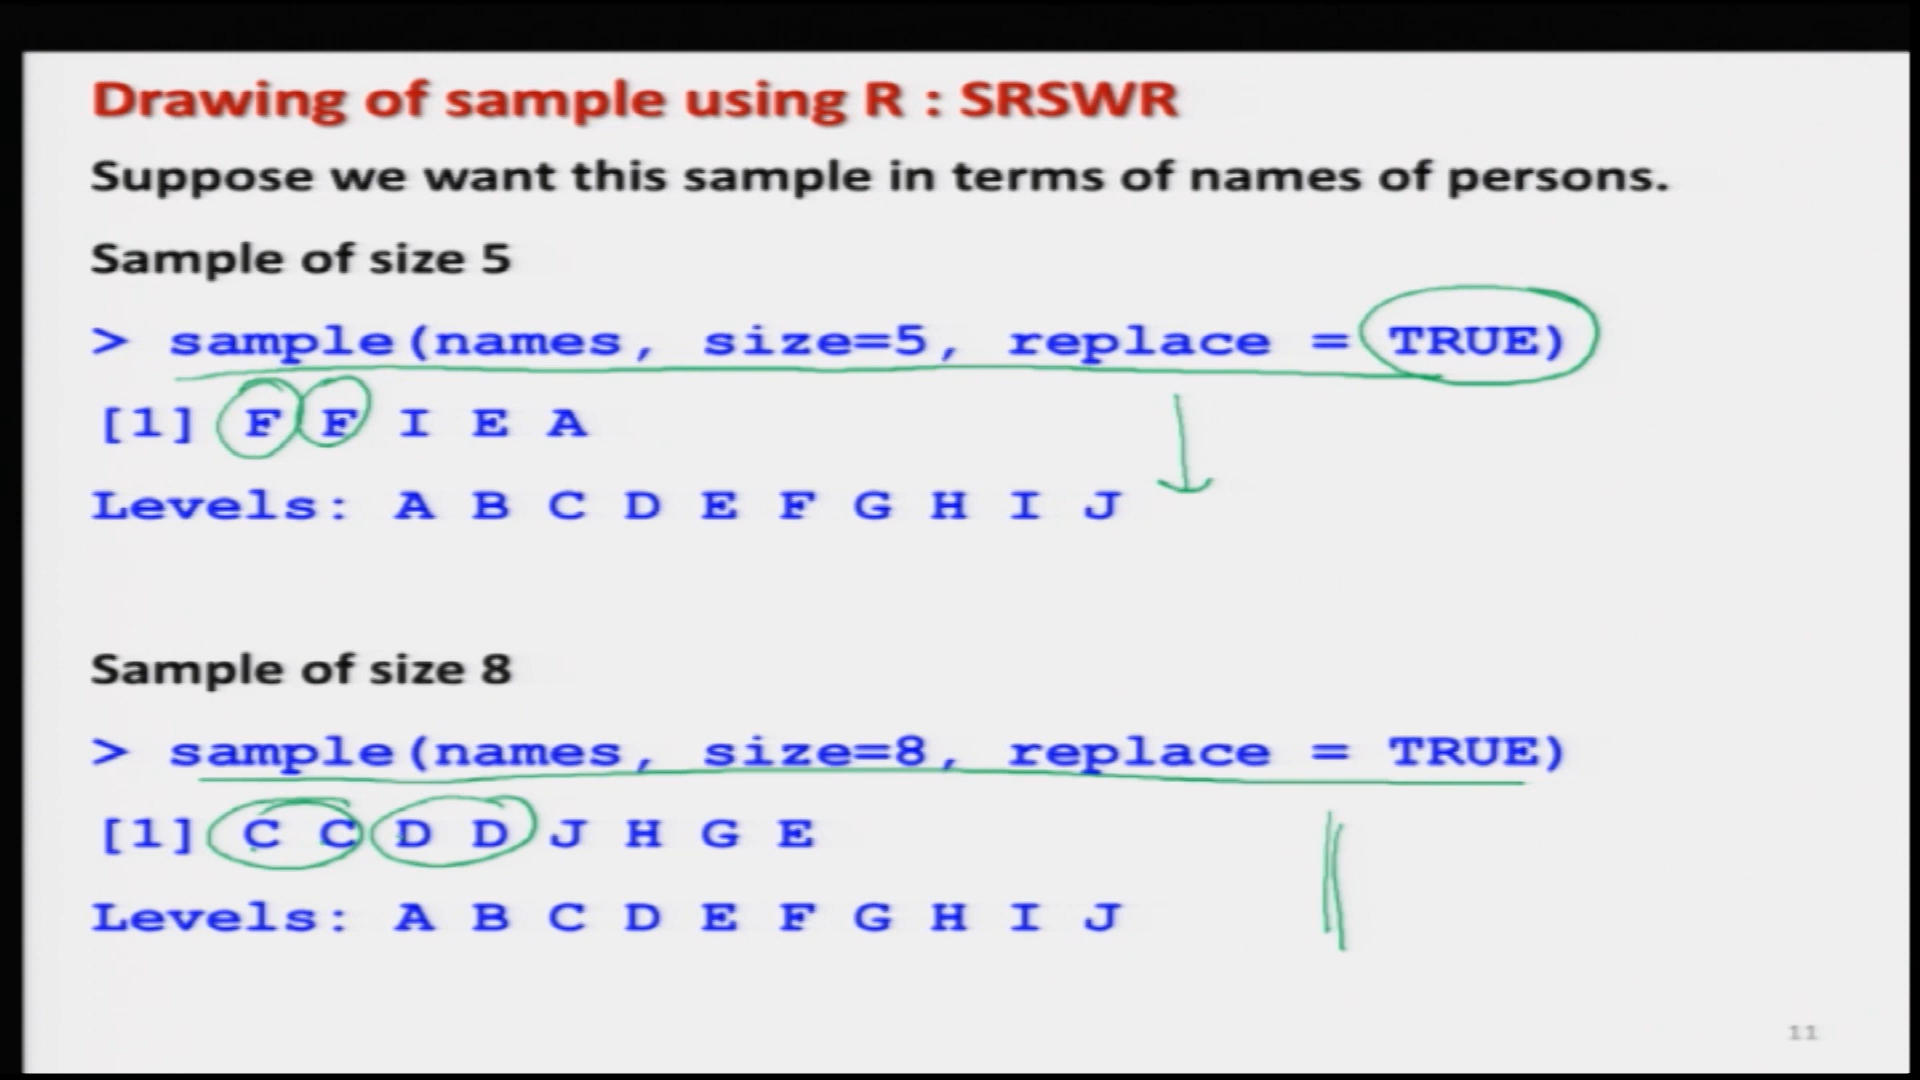 Drawing of sample using R : SRSWR
Suppose we want this sample in terms of names of persons.
Sample of size 5
> sample(names, size=5, replace = TRUE)
[1] F F I E A
Levels: A B C D E F G H I J
Sample of size 8
> sample(names, size=8, replace = TRUE)
[1] C C D D J H G E
Levels: A B C D E F G H I J
11